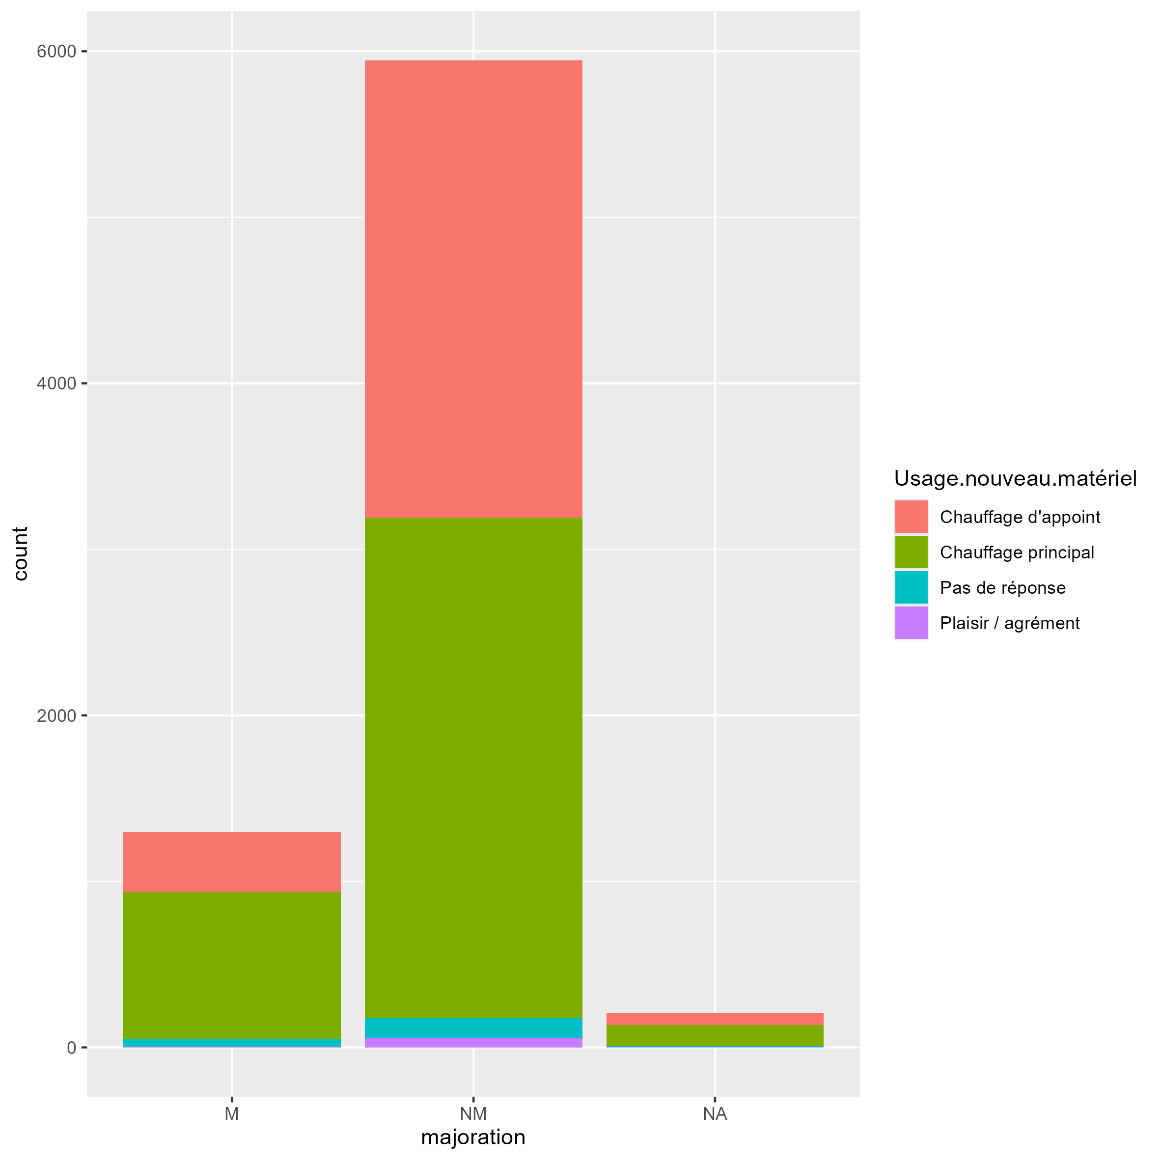 6000
4000
2000
0
count
M
NM
NA
majoration
Usage.nouveau.matériel
Chauffage d'appoint
Chauffage principal
Pas de réponse
Plaisir / agrément